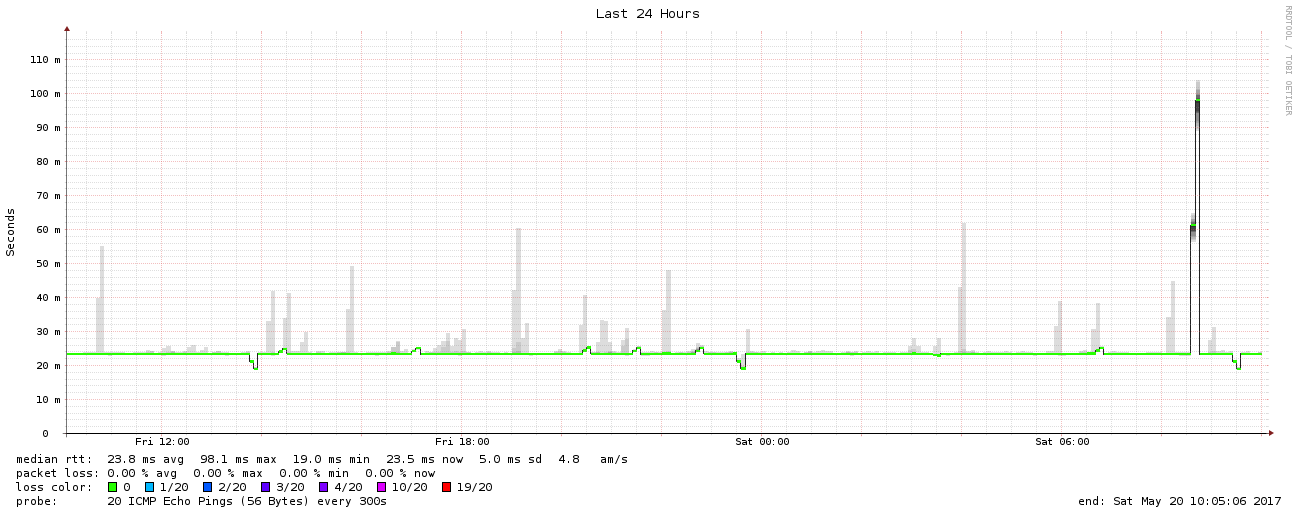 Last 24 Hours
RRDTOOL / TOBI OETIKER
Seconds
110 m
100 m
90 m
80 m
70 m
60 m
50 m
40 m
30 m
20 m
10 m
0
Fri 12:00 Fri 18:00 Sat 00:00 Sat 06:00
median rtt: 23.8 ms avg 98.1 ms max 19.0 ms min 23.5 ms now 5.0 ms sd 4.8 am/s
packet loss: 0.00 % avg 0.00 % max 0.00 % min 0.00 % now
loss color: 0 1/20 2/20 3/20 4/20 10/20 19/20
probe: 20 ICMP Echo Pings (56 Bytes) every 300s end: Sat May 20 10:05:06 2017